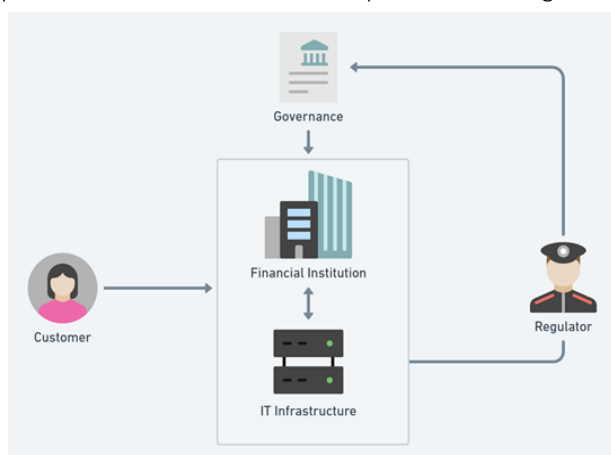 Governance
Financial Institution
Customer
Regulator
IT Infrastructure